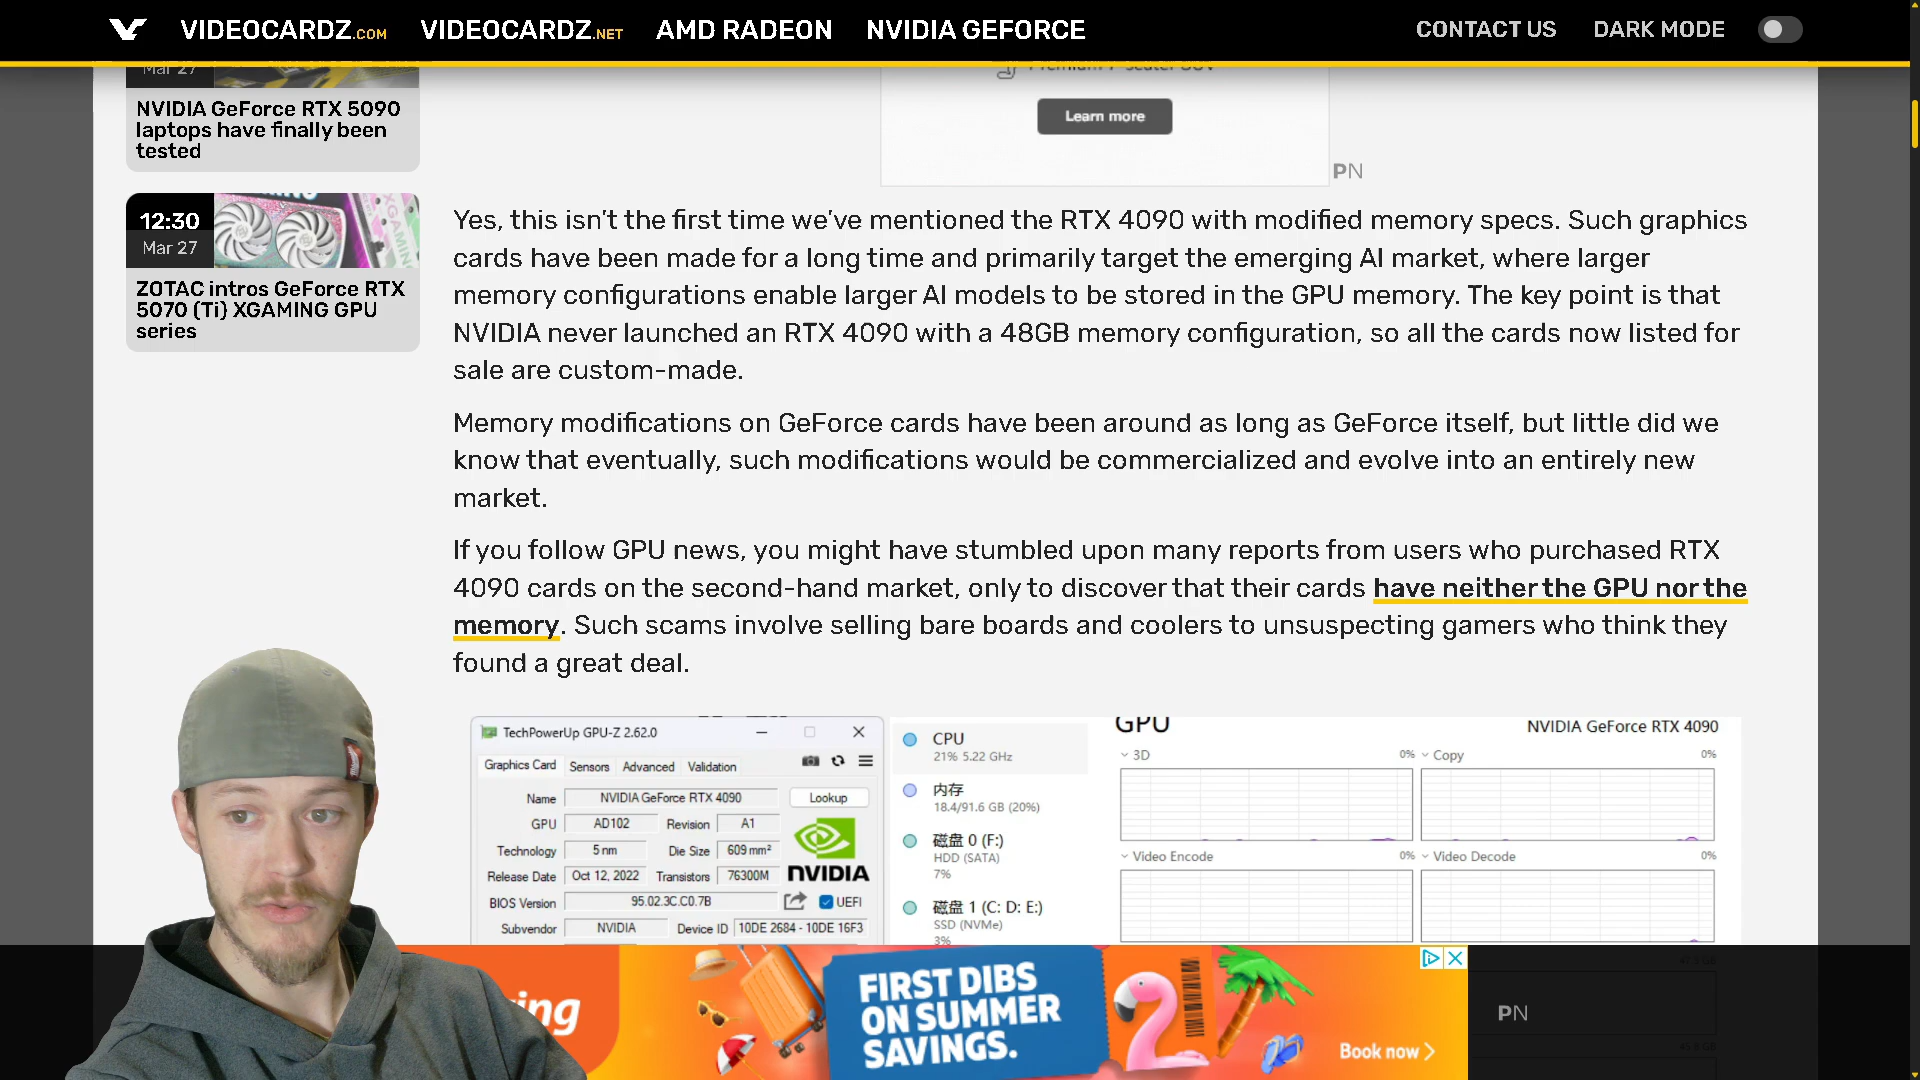 VIDEOCARDZ.COM
VIDEOCARDZ.NET
AMD RADEON
NVIDIA GEFORCE
CONTACT US
DARK MODE
Mar 27
NVIDIA GeForce RTX 5090
laptops have finally been
tested
12:30
Mar 27
XGAMING
ZOTAC intros GeForce RTX
5070 (Ti) XGAMING GPU
series
Premium 7-seater SUV
Learn more
PN
Yes, this isn't the first time we've mentioned the RTX 4090 with modified memory specs. Such graphics
cards have been made for a long time and primarily target the emerging AI market, where larger
memory configurations enable larger AI models to be stored in the GPU memory. The key point is that
NVIDIA never launched an RTX 4090 with a 48GB memory configuration, so all the cards now listed for
sale are custom-made.
Memory modifications on GeForce cards have been around as long as GeForce itself, but little did we
know that eventually, such modifications would be commercialized and evolve into an entirely new
market.
If you follow GPU news, you might have stumbled upon many reports from users who purchased RTX
4090 cards on the second-hand market, only to discover that their cards have neither the GPU nor the
memory. Such scams involve selling bare boards and coolers to unsuspecting gamers who think they
found a great deal.
TechPowerUp GPU-Z 2.62.0
Graphics Card Sensors Advanced Validation
Name NVIDIA GeForce RTX 4090 Lookup
GPU AD102 Revision A1
Technology 5 nm Die Size 609 mm²
Release Date Oct 12, 2022 Transistors 76300M
NVIDIA
BIOS Version 95.02.3C.C0.7B UEFI
Subvendor NVIDIA Device ID 10DE 2684 - 10DE 16F3
CPU
21% 5.22 GHz
内存
18.4/91.6 GB (20%)
磁盘 0 (F:)
HDD (SATA)
7%
磁盘 1 (C: D: E:)
SSD (NVMe)
3%
GPU NVIDIA GeForce RTX 4090
3D 0% Copy 0%
Video Encode 0% Video Decode 0%
ing
FIRST DIBS
ON SUMMER
SAVINGS.
Book now
PN